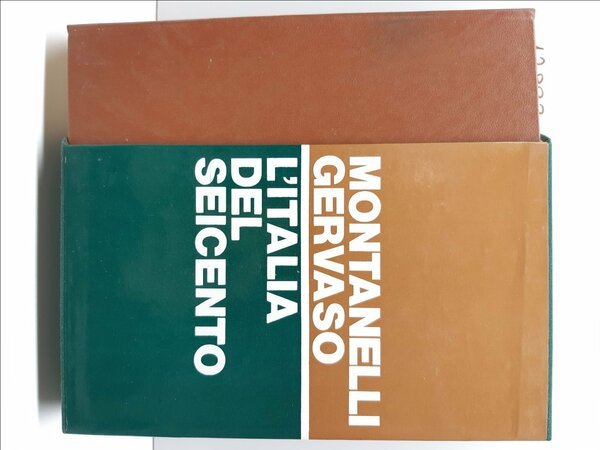 MONTANELLI
GERVASO
L'ITALIA
DEL
SEICENTO